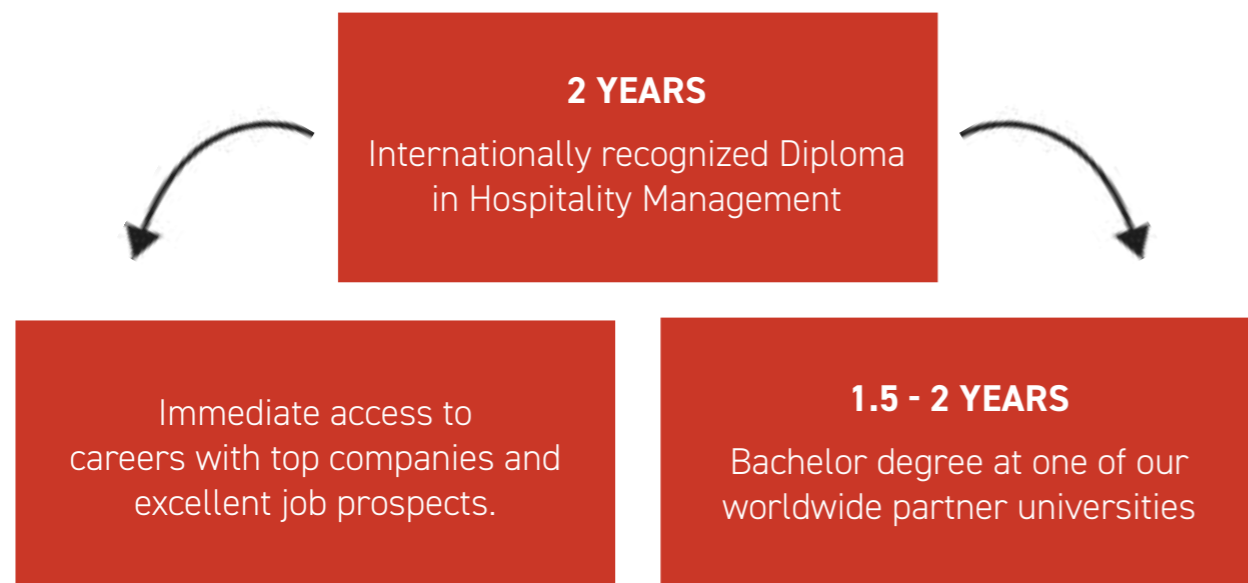 2 YEARS
Internationally recognized Diploma
in Hospitality Management
Immediate access to
careers with top companies and
excellent job prospects.
1.5 - 2 YEARS
Bachelor degree at one of our
worldwide partner universities